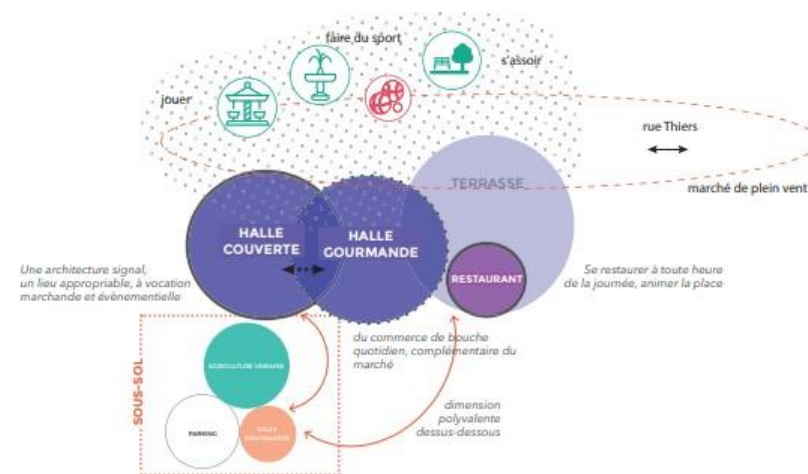 faire du sport
s'assoir
jouer
rue Thiers
marché de plein vent
TERRASSE
HALLE
COUVERTE
HALLE
GOURMANDE
RESTAURANT
Une architecture signal,
un lieu appropriable, à vocation
marchande et évènementielle
Se restaurer à toute heure
de la journée, animer la place
du commerce de bouche
quotidien, complémentaire du
marché
SOUS-SOL
AGRICULTURE URBAINE
PARKING
SALLE
POLYVALENTE
dimension
polyvalente
dessus-dessous